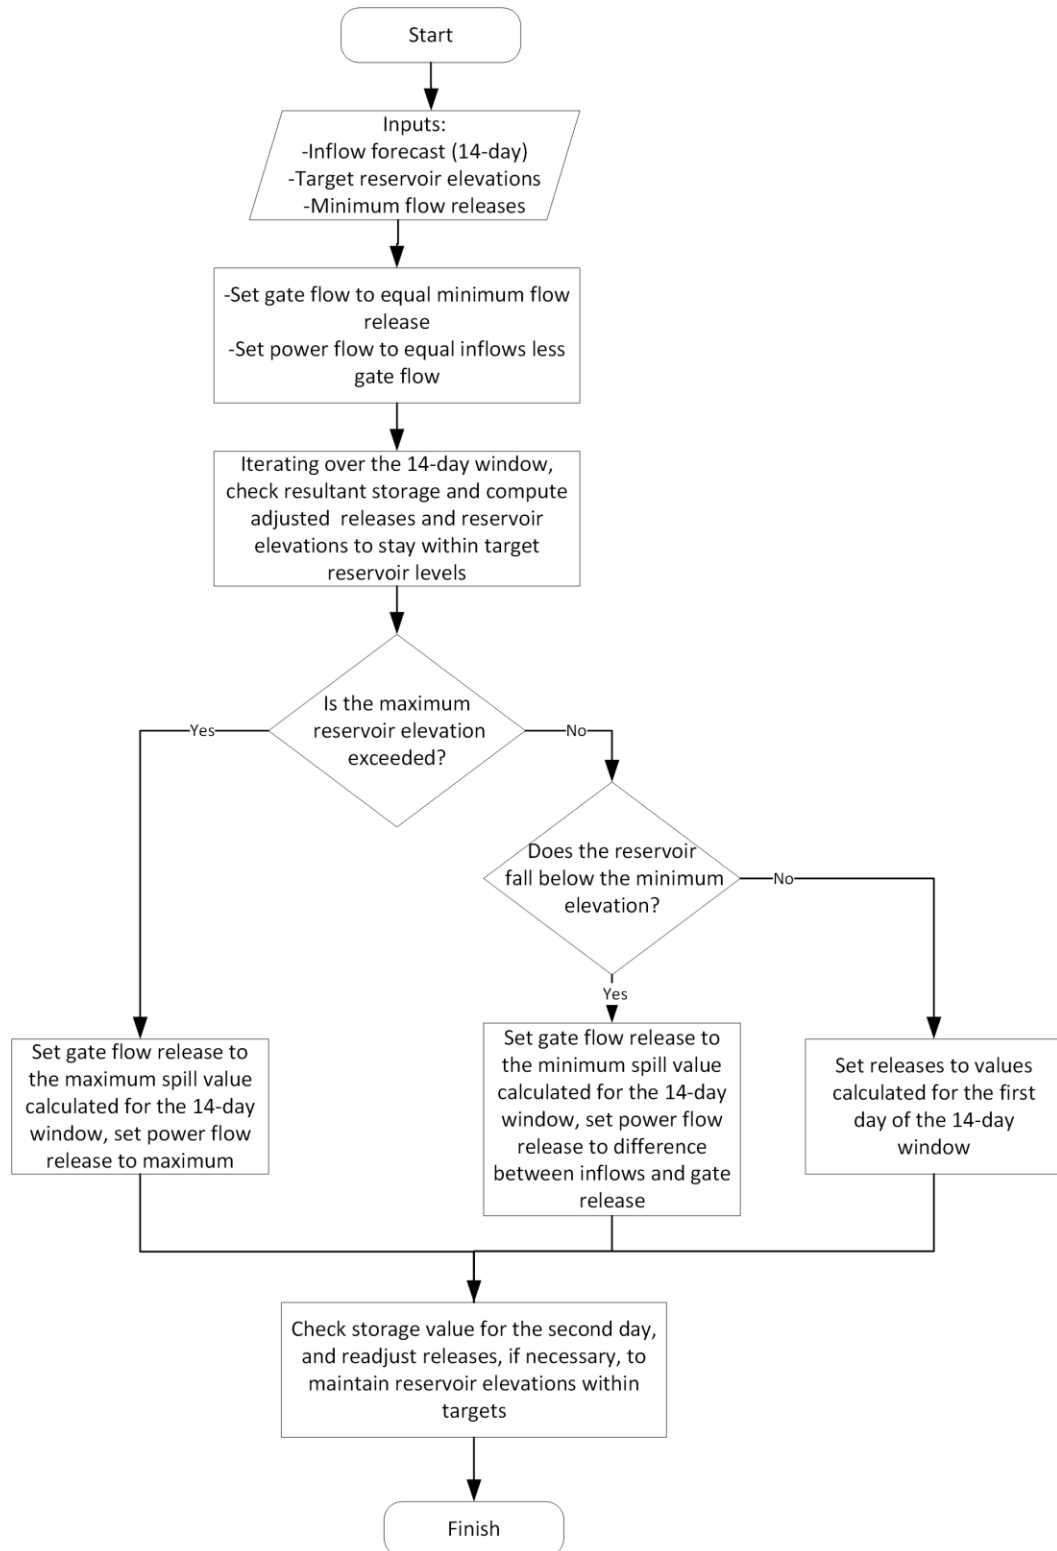 Start
Inputs:
-Inflow forecast (14-day)
-Target reservoir elevations
-Minimum flow releases
-Set gate flow to equal minimum flow
release
-Set power flow to equal inflows less
gate flow
Iterating over the 14-day window,
check resultant storage and compute
adjusted releases and reservoir
elevations to stay within target
reservoir levels
Is the maximum
reservoir elevation
exceeded?
Yes
No
Does the reservoir
fall below the minimum
elevation?
No
Yes
Set gate flow release to
the maximum spill value
calculated for the 14-day
window, set power flow
release to maximum
Set gate flow release to
the minimum spill value
calculated for the 14-day
window, set power flow
release to difference
between inflows and gate
release
Set releases to values
calculated for the first
day of the 14-day
window
Check storage value for the second day,
and readjust releases, if necessary, to
maintain reservoir elevations within
targets
Finish